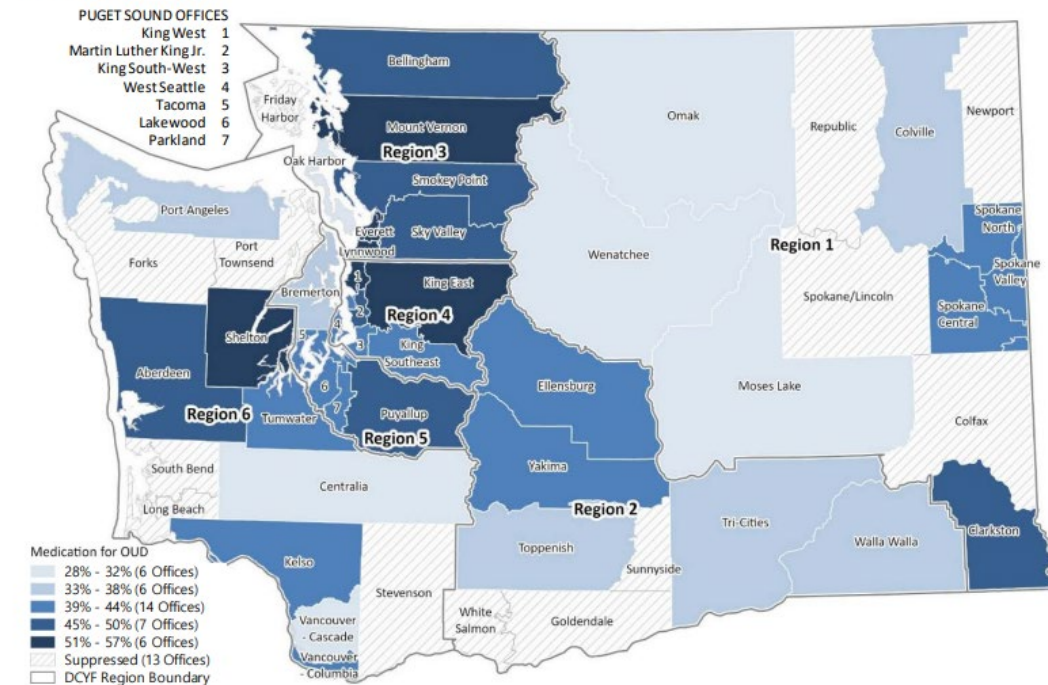 PUGET SOUND OFFICES
King West 1
Martin Luther King Jr. 2
King South-West 3
West Seattle 4
Tacoma 5
Lakewood 6
Parkland 7
Bellingham
Friday
Harbor
Mount Vernon
Region 3
Oak Harbor
Smokey Point
Everett
Sky Valley
Lynnwood
Omak
Republic
Colville
Newport
Wenatchee
Region 1
Spokane
North
Spokane
Valley
Spokane/Lincoln
Spokane
Central
Port Angeles
Forks
Port
Townsend
Bremerton
1
King East
2
Region 4
4
3
King
Southeast
5
Shelton
Aberdeen
6
7
Region 6
Tumwater
Puyallup
Region 5
Ellensburg
Moses Lake
Colfax
South Bend
Long Beach
Centralia
Yakima
Region 2
Tri-Cities
Walla Walla
Clarkston
Toppenish
Sunnyside
Kelso
Stevenson
White
Salmon
Goldendale
Vancouver
- Cascade
Vancouver
- Columbia
Medication for OUD
28% - 32% (6 Offices)
33% - 38% (6 Offices)
39% - 44% (14 Offices)
45% - 50% (7 Offices)
51% - 57% (6 Offices)
Suppressed (13 Offices)
DCYF Region Boundary